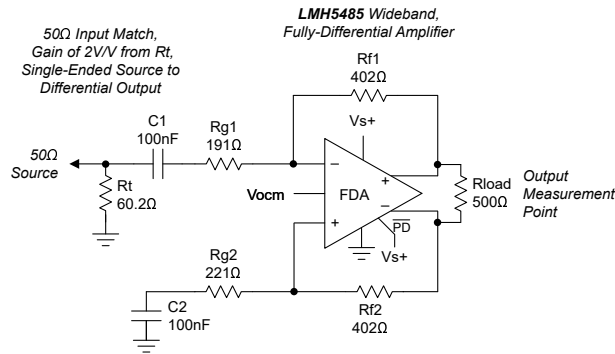 LMH5485 Wideband,
Fully-Differential Amplifier
50Ω Input Match,
Gain of 2V/V from Rt,
Single-Ended Source to
Differential Output
Rf1
402Ω
C1
100nF
Rg1
191Ω
Vs+
50Ω
Source
Rt
60.2Ω
Vocm
−
+
FDA
+
−
PD
Vs+
Rload
500Ω
Output
Measurement
Point
Rg2
221Ω
C2
100nF
Rf2
402Ω